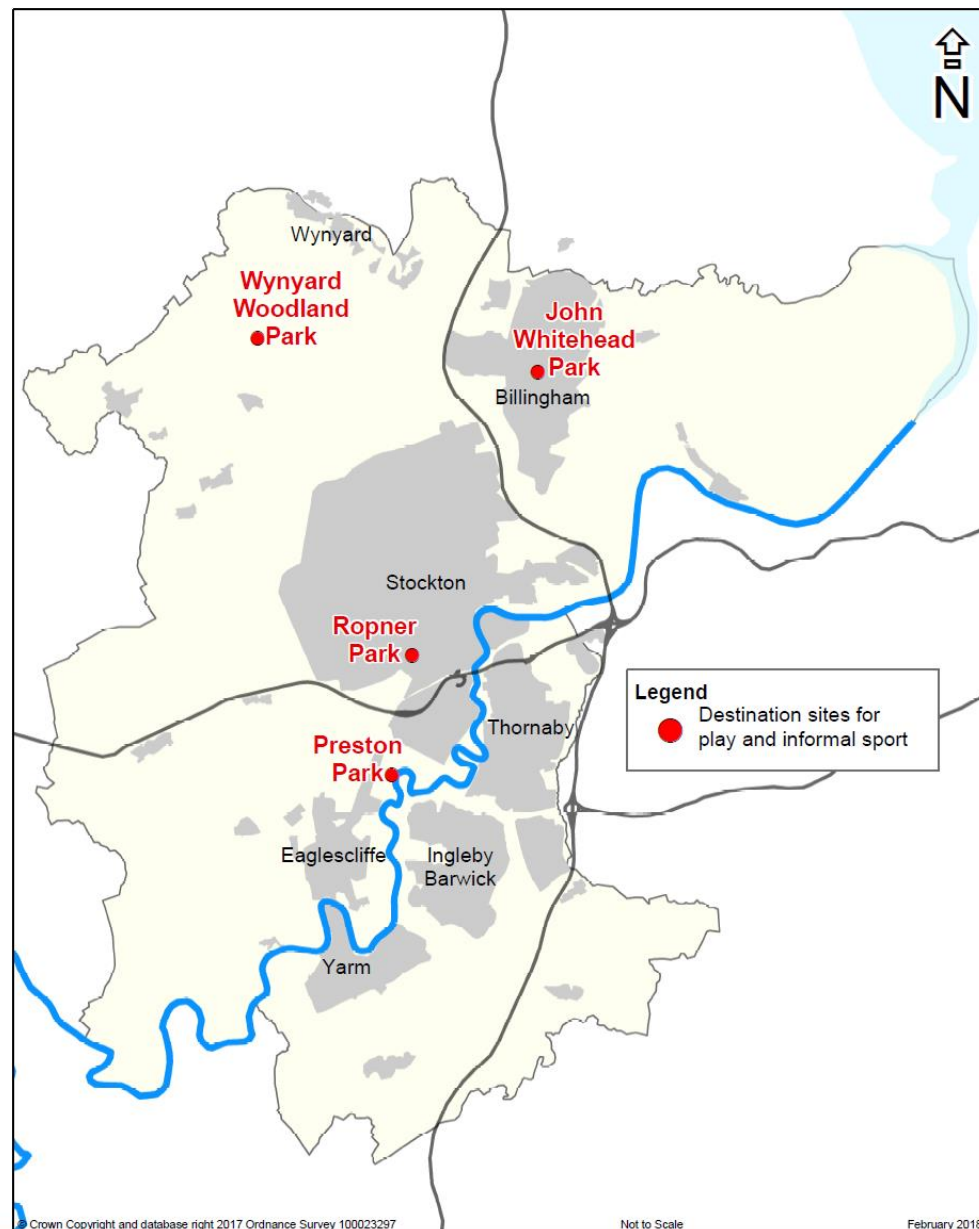 N
Wynyard
Wynyard
Woodland
Park
John
Whitehead
Park
Billingham
Stockton
Ropner
Park
Legend
Destination sites for
play and informal sport
Thornaby
Preston
Park
Eaglescliffe
Ingleby
Barwick
Yarm
© Crown Copyright and database right 2017 Ordnance Survey 100023297
Not to Scale
February 2016